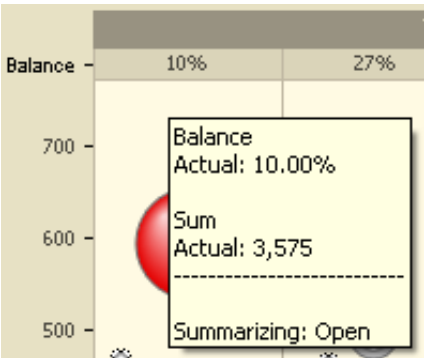 Balance
10%
27%
700
600
500
Balance
Actual: 10.00%
Sum
Actual: 3,575
---------------------------
Summarizing: Open